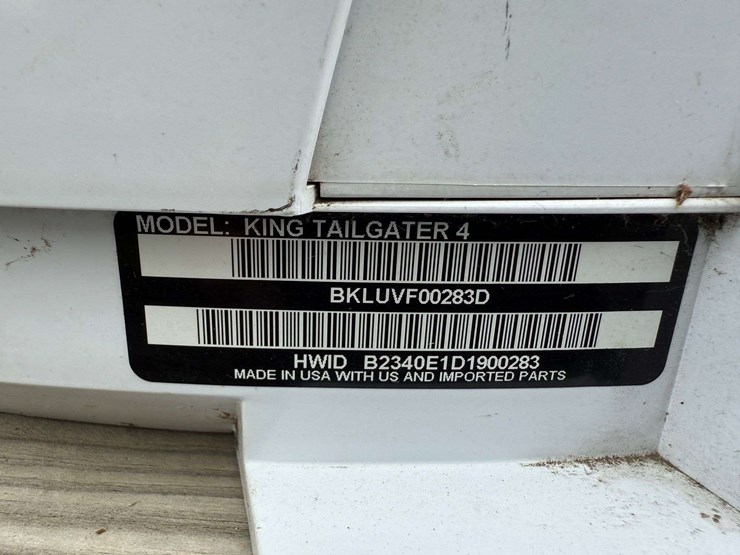 MODEL: KING TAILGATER 4
BKLUVF00283D
HWID B2340E1D1900283
MADE IN USA WITH US AND IMPORTED PARTS